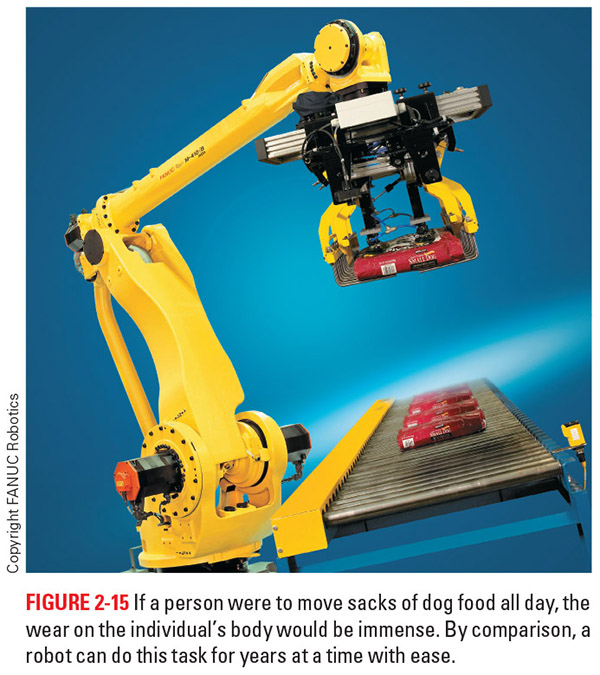 FANUC Robot M-410iB
SMALL DOG
SMALL DOG
Copyright FANUC Robotics
FIGURE 2-15 If a person were to move sacks of dog food all day, the
wear on the individual’s body would be immense. By comparison, a
robot can do this task for years at a time with ease.